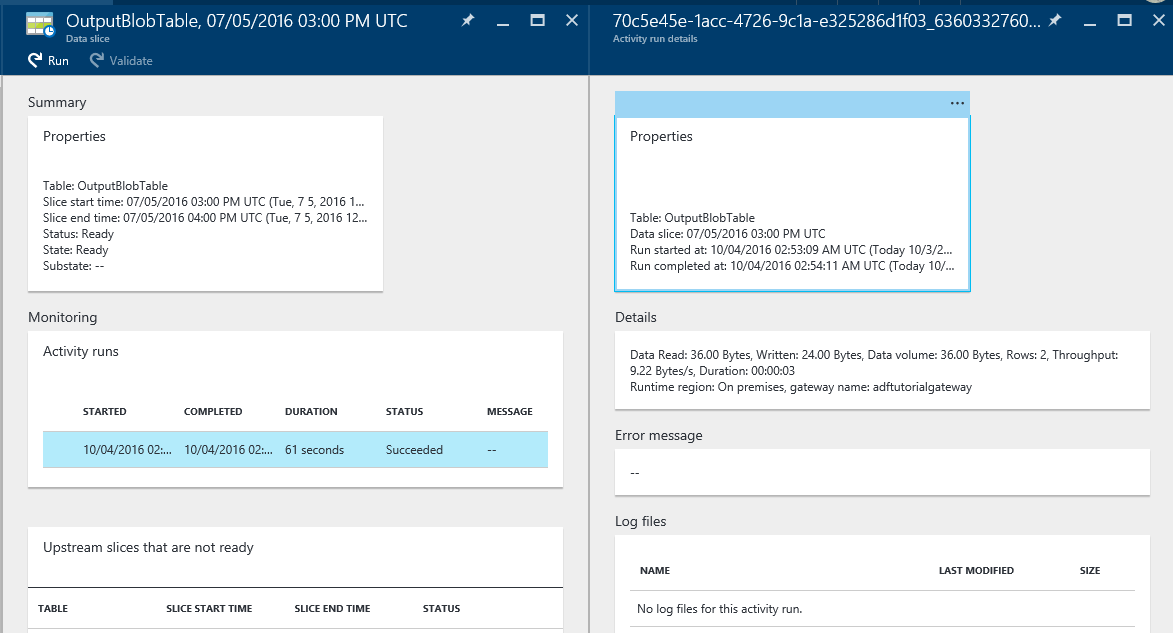 OutputBlobTable, 07/05/2016 03:00 PM UTC
Data slice
Run
Validate
Summary
Properties
Table: OutputBlobTable
Slice start time: 07/05/2016 03:00 PM UTC (Tue, 7 5, 2016 1...
Slice end time: 07/05/2016 04:00 PM UTC (Tue, 7 5, 2016 12...
Status: Ready
State: Ready
Substate: --
Monitoring
Activity runs
STARTED COMPLETED DURATION STATUS MESSAGE
10/04/2016 02:... 10/04/2016 02:... 61 seconds Succeeded --
Upstream slices that are not ready
TABLE SLICE START TIME SLICE END TIME STATUS
70c5e45e-1acc-4726-9c1a-e325286d1f03_6360332760...
Activity run details
Properties
Table: OutputBlobTable
Data slice: 07/05/2016 03:00 PM UTC
Run started at: 10/04/2016 02:53:09 AM UTC (Today 10/3/2...
Run completed at: 10/04/2016 02:54:11 AM UTC (Today 10/...
Details
Data Read: 36.00 Bytes, Written: 24.00 Bytes, Data volume: 36.00 Bytes, Rows: 2, Throughput:
9.22 Bytes/s, Duration: 00:00:03
Runtime region: On premises, gateway name: adftutorialgateway
Error message
--
Log files
NAME LAST MODIFIED SIZE
No log files for this activity run.